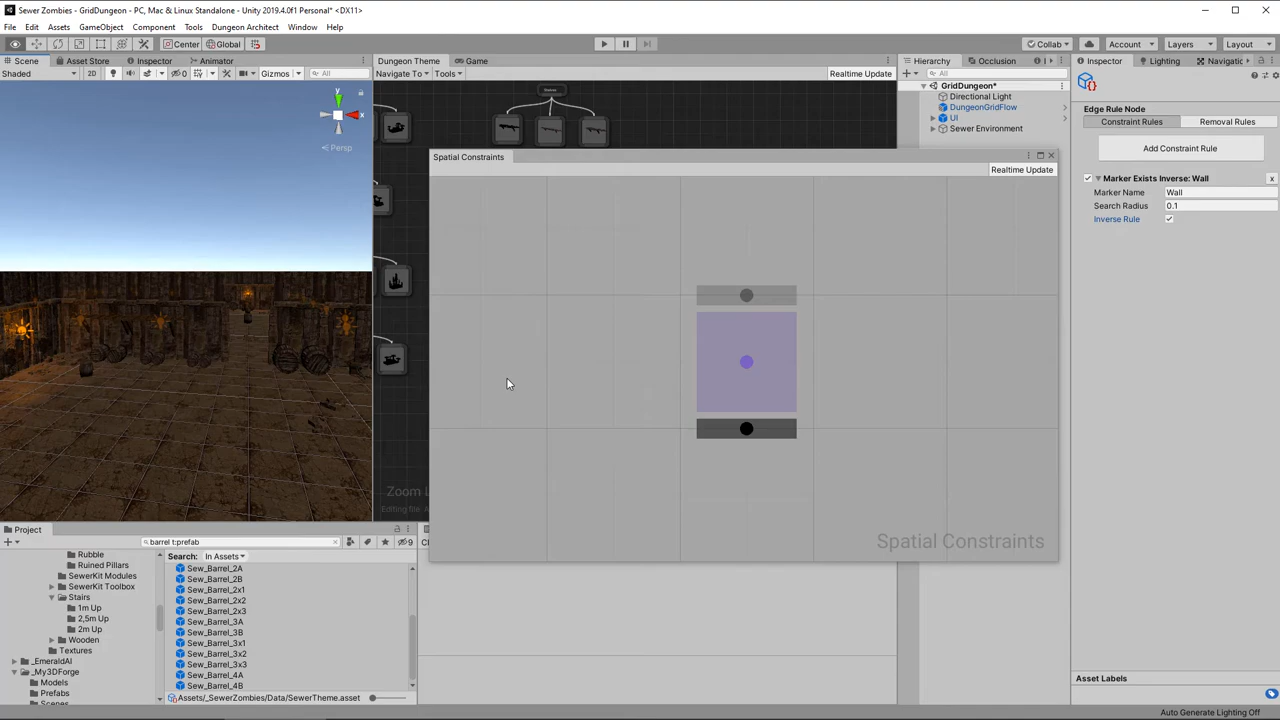 Sewer Zombies - GridDungeon - PC, Mac & Linux Standalone - Unity 2019.4.0f1 Personal* <DX11>
File Edit Assets GameObject Component Tools Dungeon Architect Window Help
Center Global Collab Account Layers Layout
Scene Asset Store Inspector Animator
Shaded 2D 0 Gizmos All
Persp
Dungeon Theme Game
Navigate To Tools Realtime Update
Hierarchy Occlusion
All
GridDungeon*
Directional Light
DungeonGridFlow
UI
Sewer Environment
Spatial Constraints
Realtime Update
Spatial Constraints
Inspector Lighting Navigatic
Edge Rule Node
Constraint Rules Removal Rules
Add Constraint Rule
Marker Exists Inverse: Wall x
Marker Name Wall
Search Radius 0.1
Inverse Rule
Asset Labels
Project
barrel t:prefab 9
Rubble
Ruined Pillars
SewerKit Modules
SewerKit Toolbox
Stairs
1m Up
2,5m Up
2m Up
Wooden
Textures
_EmeraldAI
_My3DForge
Models
Prefabs
Scenes
Search: In Assets
Sew_Barrel_2A
Sew_Barrel_2B
Sew_Barrel_2x1
Sew_Barrel_2x2
Sew_Barrel_2x3
Sew_Barrel_3A
Sew_Barrel_3B
Sew_Barrel_3x1
Sew_Barrel_3x2
Sew_Barrel_3x3
Sew_Barrel_4A
Sew_Barrel_4B
Assets/_SewerZombies/Data/SewerTheme.asset
Auto Generate Lighting Off